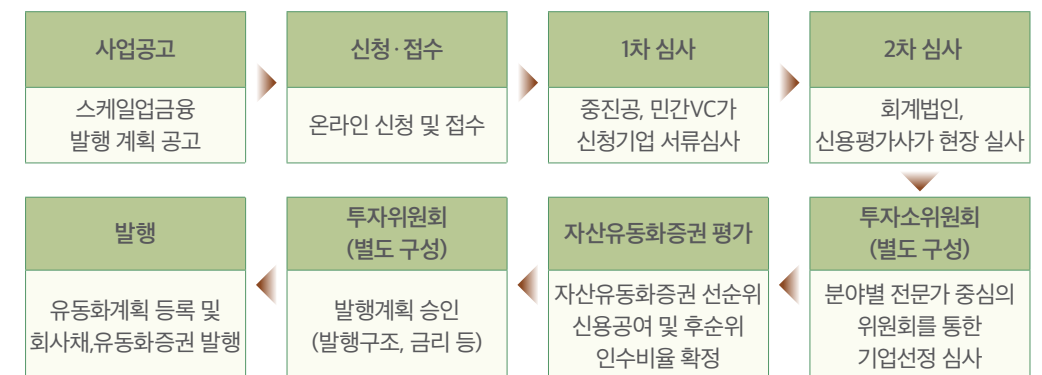 사업공고
스케일업금융
발행 계획 공고
신청·접수
온라인 신청 및 접수
1차 심사
중진공, 민간VC가
신청기업 서류심사
2차 심사
회계법인,
신용평가사가 현장 실사
투자소위원회
(별도 구성)
분야별 전문가 중심의
위원회를 통한
기업선정 심사
자산유동화증권 평가
자산유동화증권 선순위
신용공여 및 후순위
인수비율 확정
투자위원회
(별도 구성)
발행계획 승인
(발행구조, 금리 등)
발행
유동화계획 등록 및
회사채,유동화증권 발행